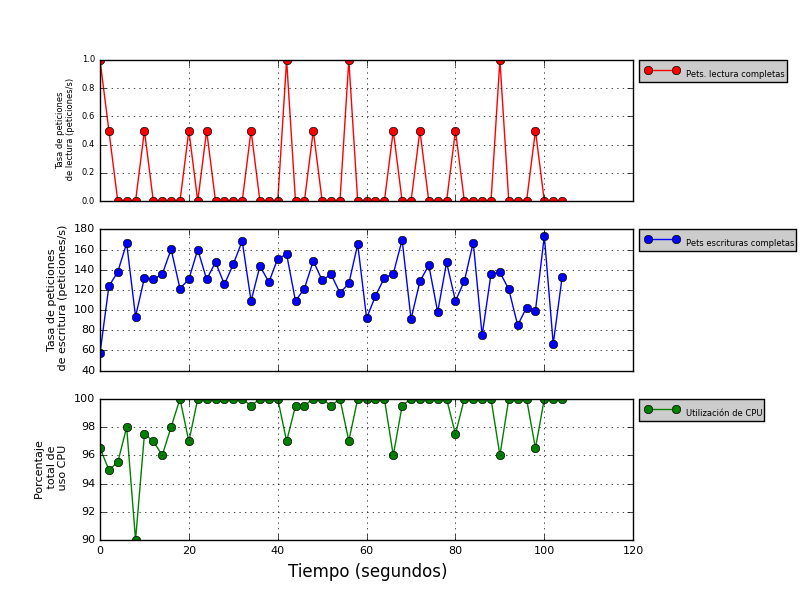 1.0
0.8
0.6
0.4
0.2
0.0
Tasa de peticiones
de lectura (peticiones/s)
Pets. lectura completas
180
160
140
120
100
80
60
40
Tasa de peticiones
de escritura (peticiones/s)
Pets escrituras completas
100
98
96
94
92
90
Porcentaje
total de
uso CPU
Utilización de CPU
0 20 40 60 80 100 120
Tiempo (segundos)